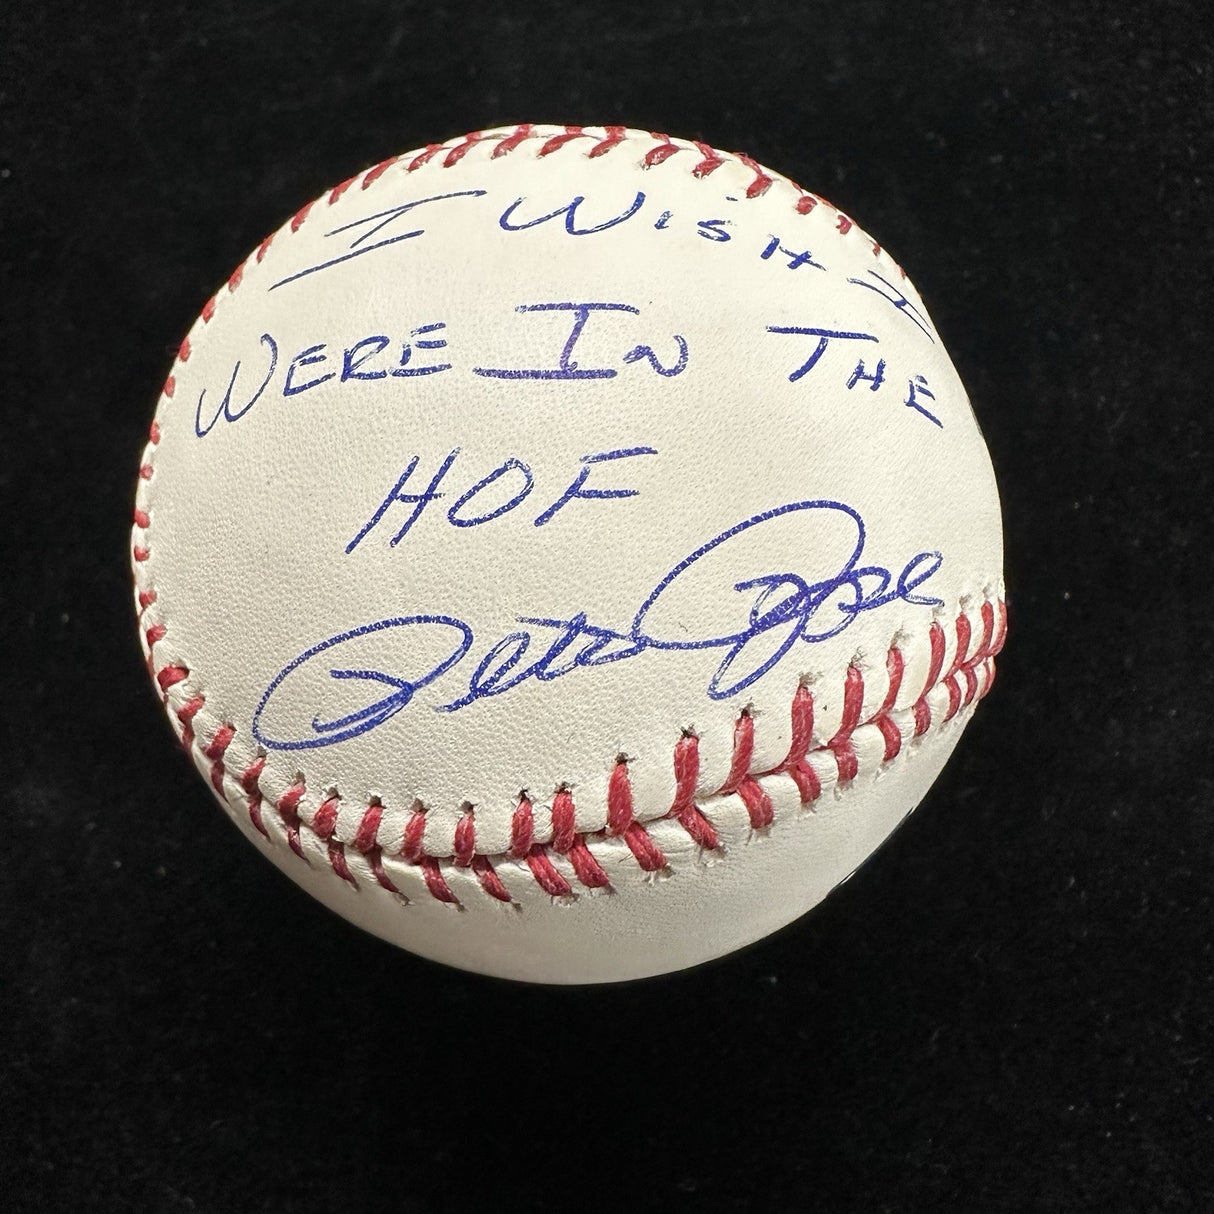 I WiSH I
WERE IN THE
HOF
Pete Rose